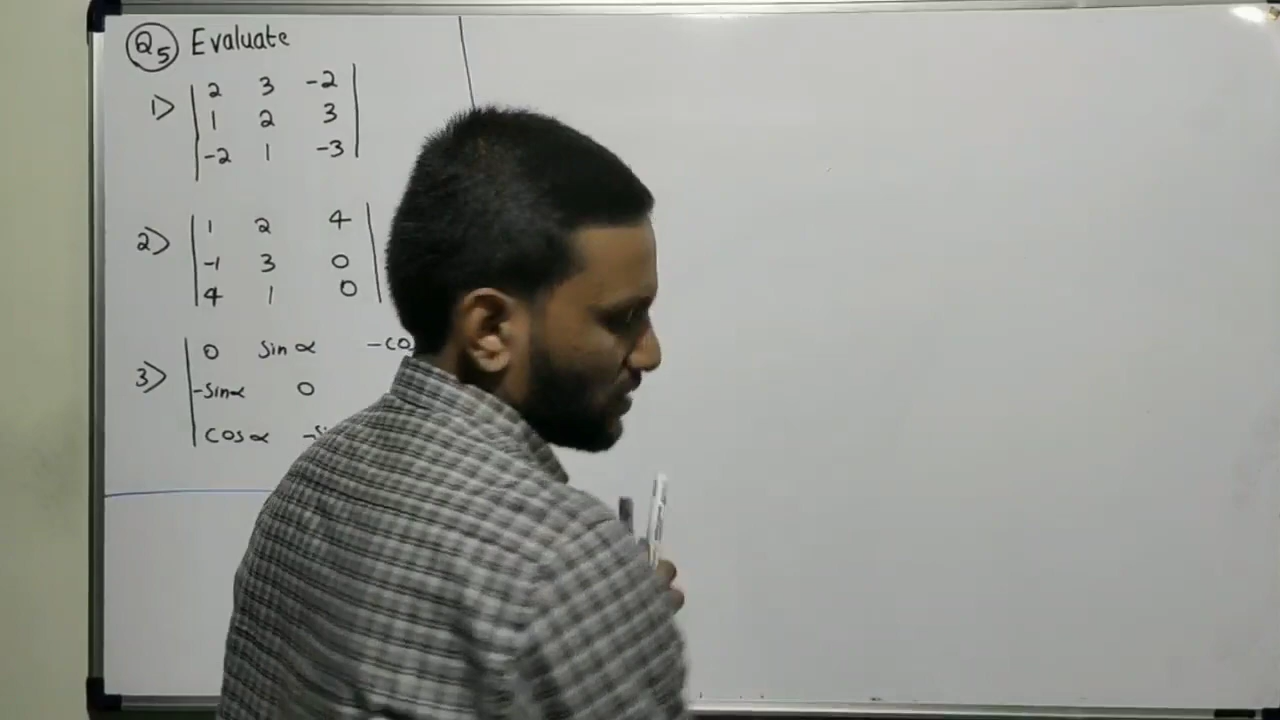 Q5 Evaluate
1> | 2 3 -2 |
| 1 2 3 |
| -2 1 -3 |
2> | 1 2 4 |
| -1 3 0 |
| 4 1 0 |
3> | 0 Sin α
| -Sinα 0
| Cos α